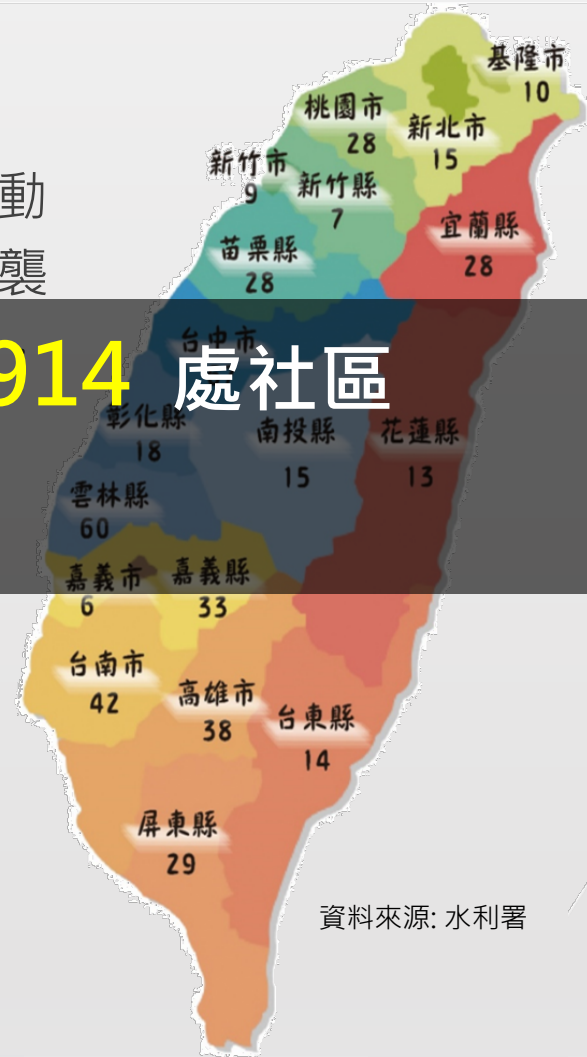 基隆市
10
桃園市
28
新北市
15
新竹市
9
新竹縣
7
動
宜蘭縣
28
苗栗縣
28
襲
台中市
914 處社區
彰化縣
18
南投縣
15
花蓮縣
13
雲林縣
60
嘉義市
6
嘉義縣
33
台南市
42
高雄市
38
台東縣
14
屏東縣
29
資料來源: 水利署